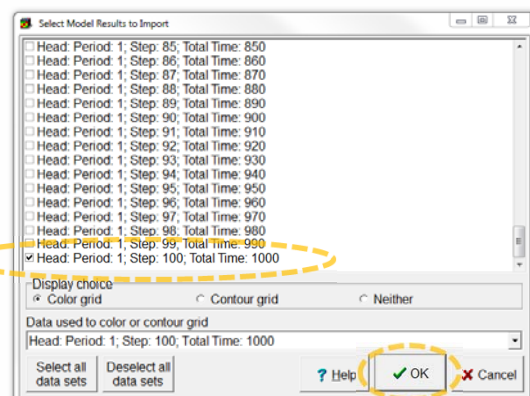 Select Model Results to Import
Head: Period: 1; Step: 85; Total Time: 850
Head: Period: 1; Step: 86; Total Time: 860
Head: Period: 1; Step: 87; Total Time: 870
Head: Period: 1; Step: 88; Total Time: 880
Head: Period: 1; Step: 89; Total Time: 890
Head: Period: 1; Step: 90; Total Time: 900
Head: Period: 1; Step: 91; Total Time: 910
Head: Period: 1; Step: 92; Total Time: 920
Head: Period: 1; Step: 93; Total Time: 930
Head: Period: 1; Step: 94; Total Time: 940
Head: Period: 1; Step: 95; Total Time: 950
Head: Period: 1; Step: 96; Total Time: 960
Head: Period: 1; Step: 97; Total Time: 970
Head: Period: 1; Step: 98; Total Time: 980
Head: Period: 1; Step: 99; Total Time: 990
Head: Period: 1; Step: 100; Total Time: 1000
Display choice
Color grid Contour grid Neither
Data used to color or contour grid
Head: Period: 1; Step: 100; Total Time: 1000
Select all data sets
Deselect all data sets
? Help
OK
Cancel